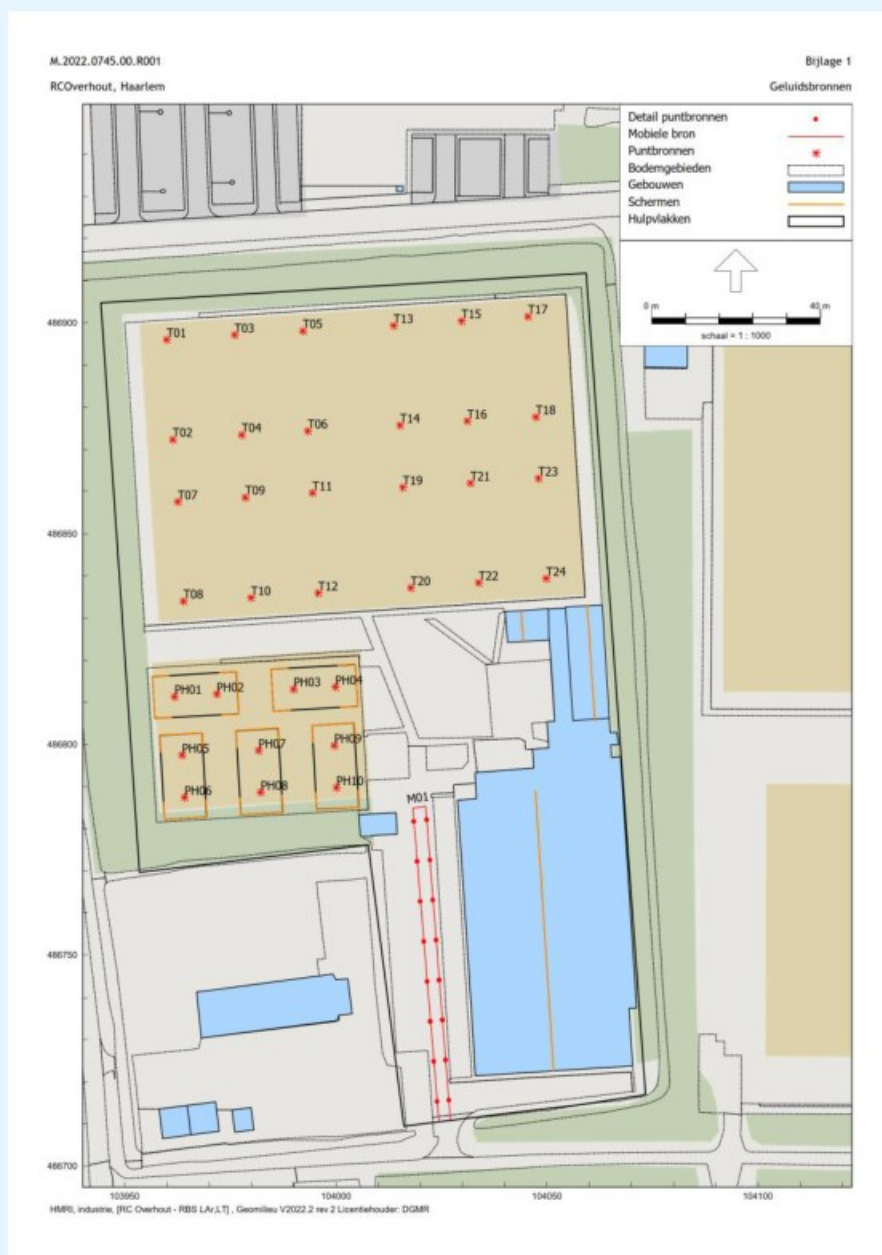 M.2022.0745.00.R001
Bijlage 1
RCOverhout, Haarlem
Geluidsbronnen
Detail puntbronnen
Mobiele bron
Puntbronnen
Bodemgebieden
Gebouwen
Schermen
Hulpvlakken
0 m
40 m
schaal = 1 : 1000
486900
T01
T03
T05
T13
T15
T17
T02
T04
T06
T14
T16
T18
T07
T09
T11
T19
T21
T23
486850
T08
T10
T12
T20
T22
T24
PH01
PH02
PH03
PH04
486800
PH05
PH07
PH09
PH06
PH08
PH10
M01
486750
486700
103950
104000
104050
104100
HMRI, industrie, [RC Overhout - RBS LAr,LT] , Geomilieu V2022.2 rev 2 Licentiehouder: DGMR